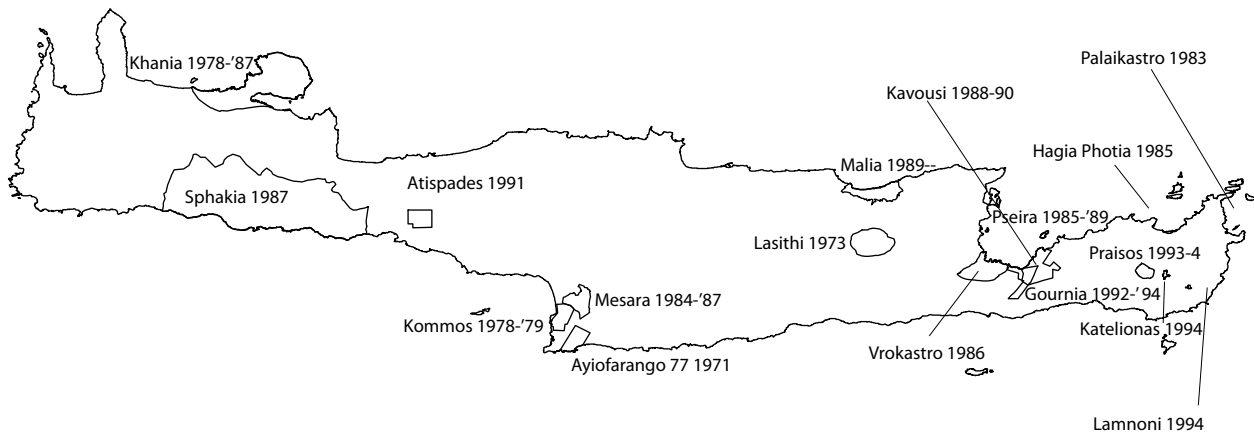 Khania 1978-’87
Palaikastro 1983
Kavousi 1988-90
Hagia Photia 1985
Malia 1989--
Atispades 1991
Sphakia 1987
Pseira 1985-’89
Lasithi 1973
Praisos 1993-4
Mesara 1984-’87
Gournia 1992-’94
Kommos 1978-’79
Katelionas 1994
Vrokastro 1986
Ayiofarango 77 1971
Lamnoni 1994